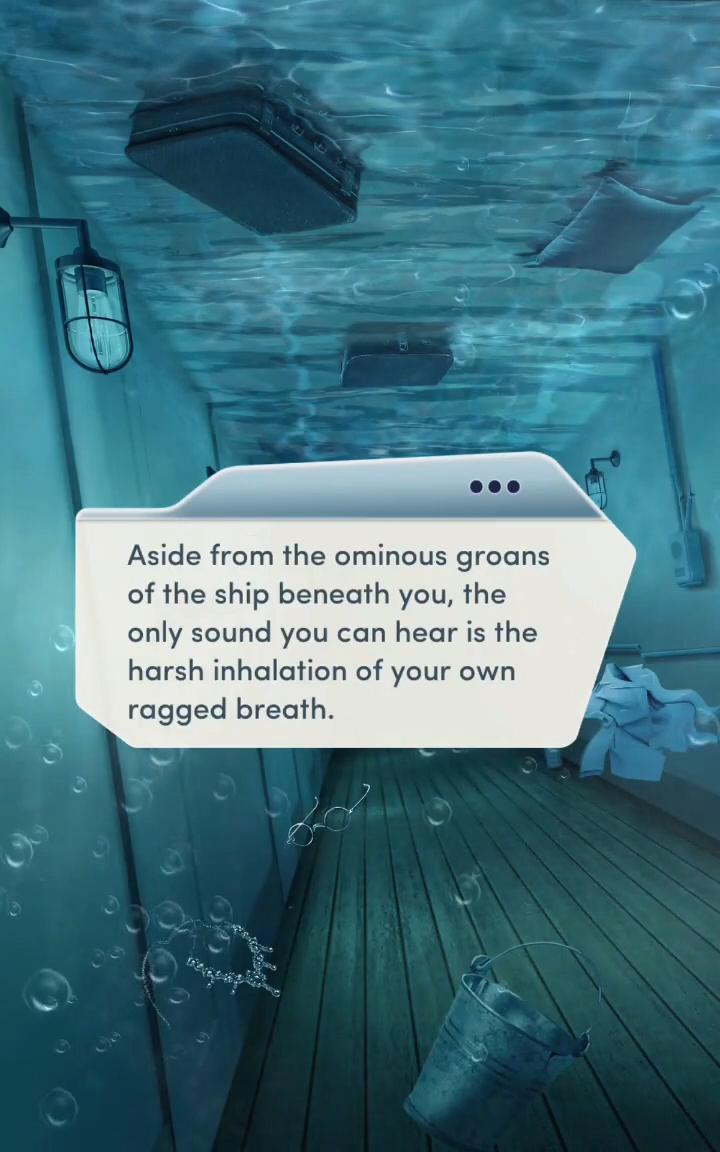 Aside from the ominous groans
of the ship beneath you, the
only sound you can hear is the
harsh inhalation of your own
ragged breath.